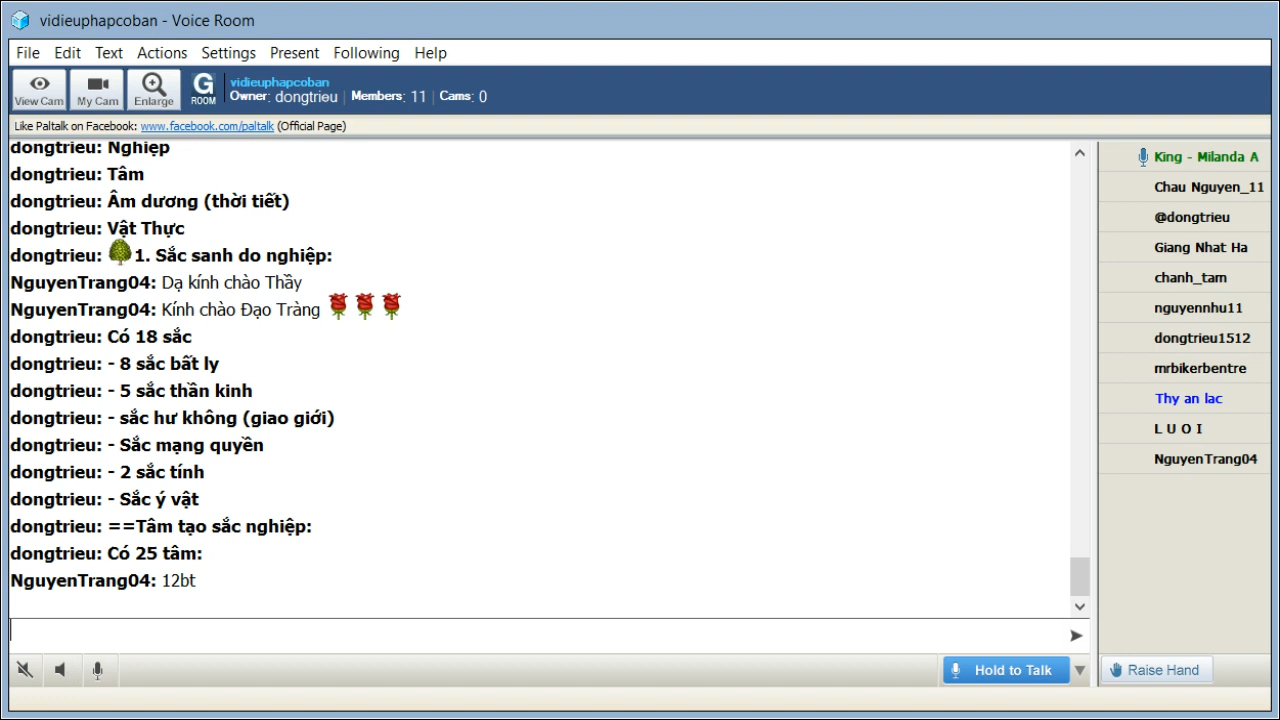 vidieuphapcoban - Voice Room
File Edit Text Actions Settings Present Following Help
View Cam My Cam Enlarge G ROOM
vidieuphapcoban
Owner: dongtrieu | Members: 11 | Cams: 0
Like Paltalk on Facebook: www.facebook.com/paltalk (Official Page)
dongtrieu: Nghiệp
dongtrieu: Tâm
dongtrieu: Âm dương (thời tiết)
dongtrieu: Vật Thực
dongtrieu: 1. Sắc sanh do nghiệp:
NguyenTrang04: Dạ kính chào Thầy
NguyenTrang04: Kính chào Đạo Tràng
dongtrieu: Có 18 sắc
dongtrieu: - 8 sắc bất ly
dongtrieu: - 5 sắc thần kinh
dongtrieu: - sắc hư không (giao giới)
dongtrieu: - Sắc mạng quyền
dongtrieu: - 2 sắc tính
dongtrieu: - Sắc ý vật
dongtrieu: ==Tâm tạo sắc nghiệp:
dongtrieu: Có 25 tâm:
NguyenTrang04: 12bt
King - Milanda A
Chau Nguyen_11
@dongtrieu
Giang Nhat Ha
chanh_tam
nguyennhu11
dongtrieu1512
mrbikerbentre
Thy an lac
L U O I
NguyenTrang04
Hold to Talk
Raise Hand